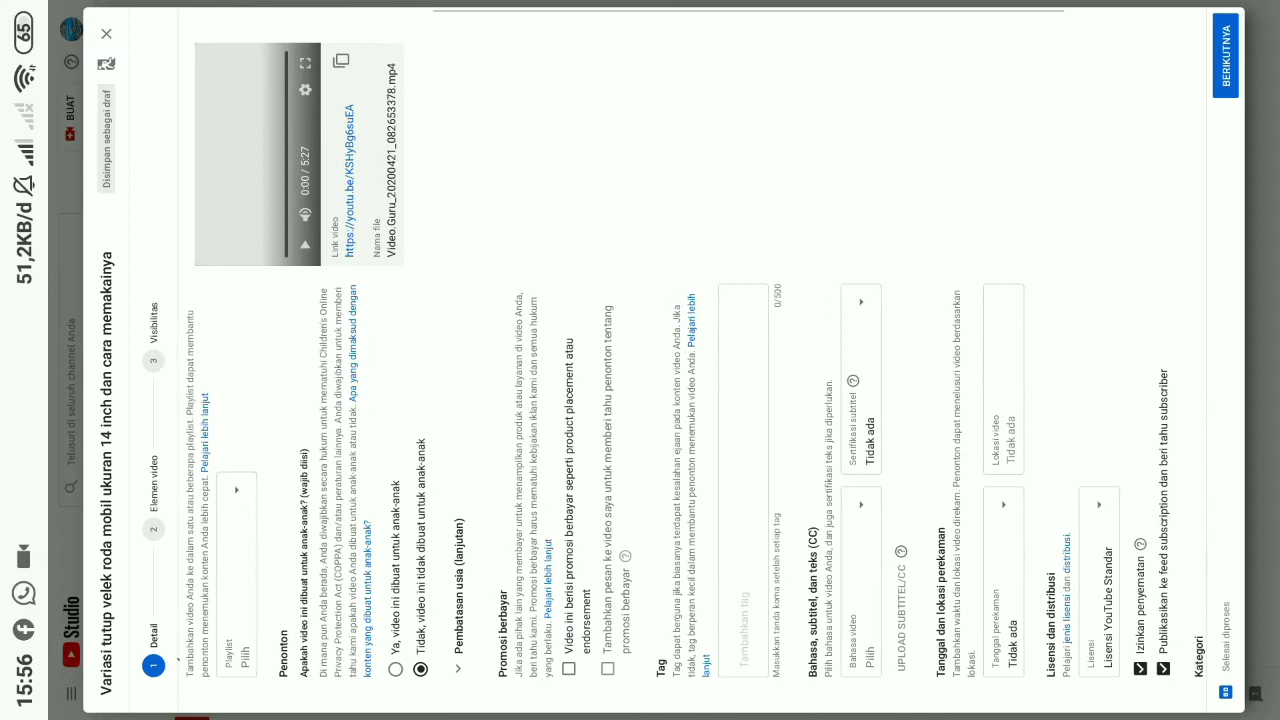 15:56
51,2KB/d
65
Studio
Telusuri di seluruh channel Anda
BUAT
Variasi tutup velek roda mobil ukuran 14 inch dan cara memakainya
Disimpan sebagai draf
1 Detail
2 Elemen video
3 Visibilitas
Tambahkan video Anda ke dalam satu atau beberapa playlist. Playlist dapat membantu
penonton menemukan konten Anda lebih cepat. Pelajari lebih lanjut
Playlist
Pilih
Penonton
Apakah video ini dibuat untuk anak-anak? (wajib diisi)
Di mana pun Anda berada, Anda diwajibkan secara hukum untuk mematuhi Children's Online
Privacy Protection Act (COPPA) dan/atau peraturan lainnya. Anda diwajibkan untuk memberi
tahu kami apakah video Anda dibuat untuk anak-anak atau tidak. Apa yang dimaksud dengan
konten yang dibuat untuk anak-anak?
Ya, video ini dibuat untuk anak-anak
Tidak, video ini tidak dibuat untuk anak-anak
Pembatasan usia (lanjutan)
Promosi berbayar
Jika ada pihak lain yang membayar untuk menampilkan produk atau layanan di video Anda,
beri tahu kami. Promosi berbayar harus mematuhi kebijakan iklan kami dan semua hukum
yang berlaku. Pelajari lebih lanjut
Video ini berisi promosi berbayar seperti product placement atau
endorsement
Tambahkan pesan ke video saya untuk memberi tahu penonton tentang
promosi berbayar
Tag
Tag dapat berguna jika biasanya terdapat kesalahan ejaan pada konten video Anda. Jika
tidak, tag berperan kecil dalam membantu penonton menemukan video Anda. Pelajari lebih
lanjut
Tambahkan tag
Masukkan tanda koma setelah setiap tag
0/500
Bahasa, subtitel, dan teks (CC)
Pilih bahasa untuk video Anda, dan juga sertifikasi teks jika diperlukan.
Bahasa video
Pilih
Sertifikasi subtitel
Tidak ada
UPLOAD SUBTITEL/CC
Tanggal dan lokasi perekaman
Tambahkan waktu dan lokasi video direkam. Penonton dapat menelusuri video berdasarkan
lokasi.
Tanggal perekaman
Tidak ada
Lokasi video
Tidak ada
Lisensi dan distribusi
Pelajari jenis lisensi dan distribusi.
Lisensi
Lisensi YouTube Standar
Izinkan penyematan
Publikasikan ke feed subscription dan beri tahu subscriber
Kategori
0:00 / 5:27
Link video
https://youtu.be/KSHyBg6suEA
Nama file
Video.Guru_20200421_082653378.mp4
SD
Selesai diproses
BERIKUTNYA